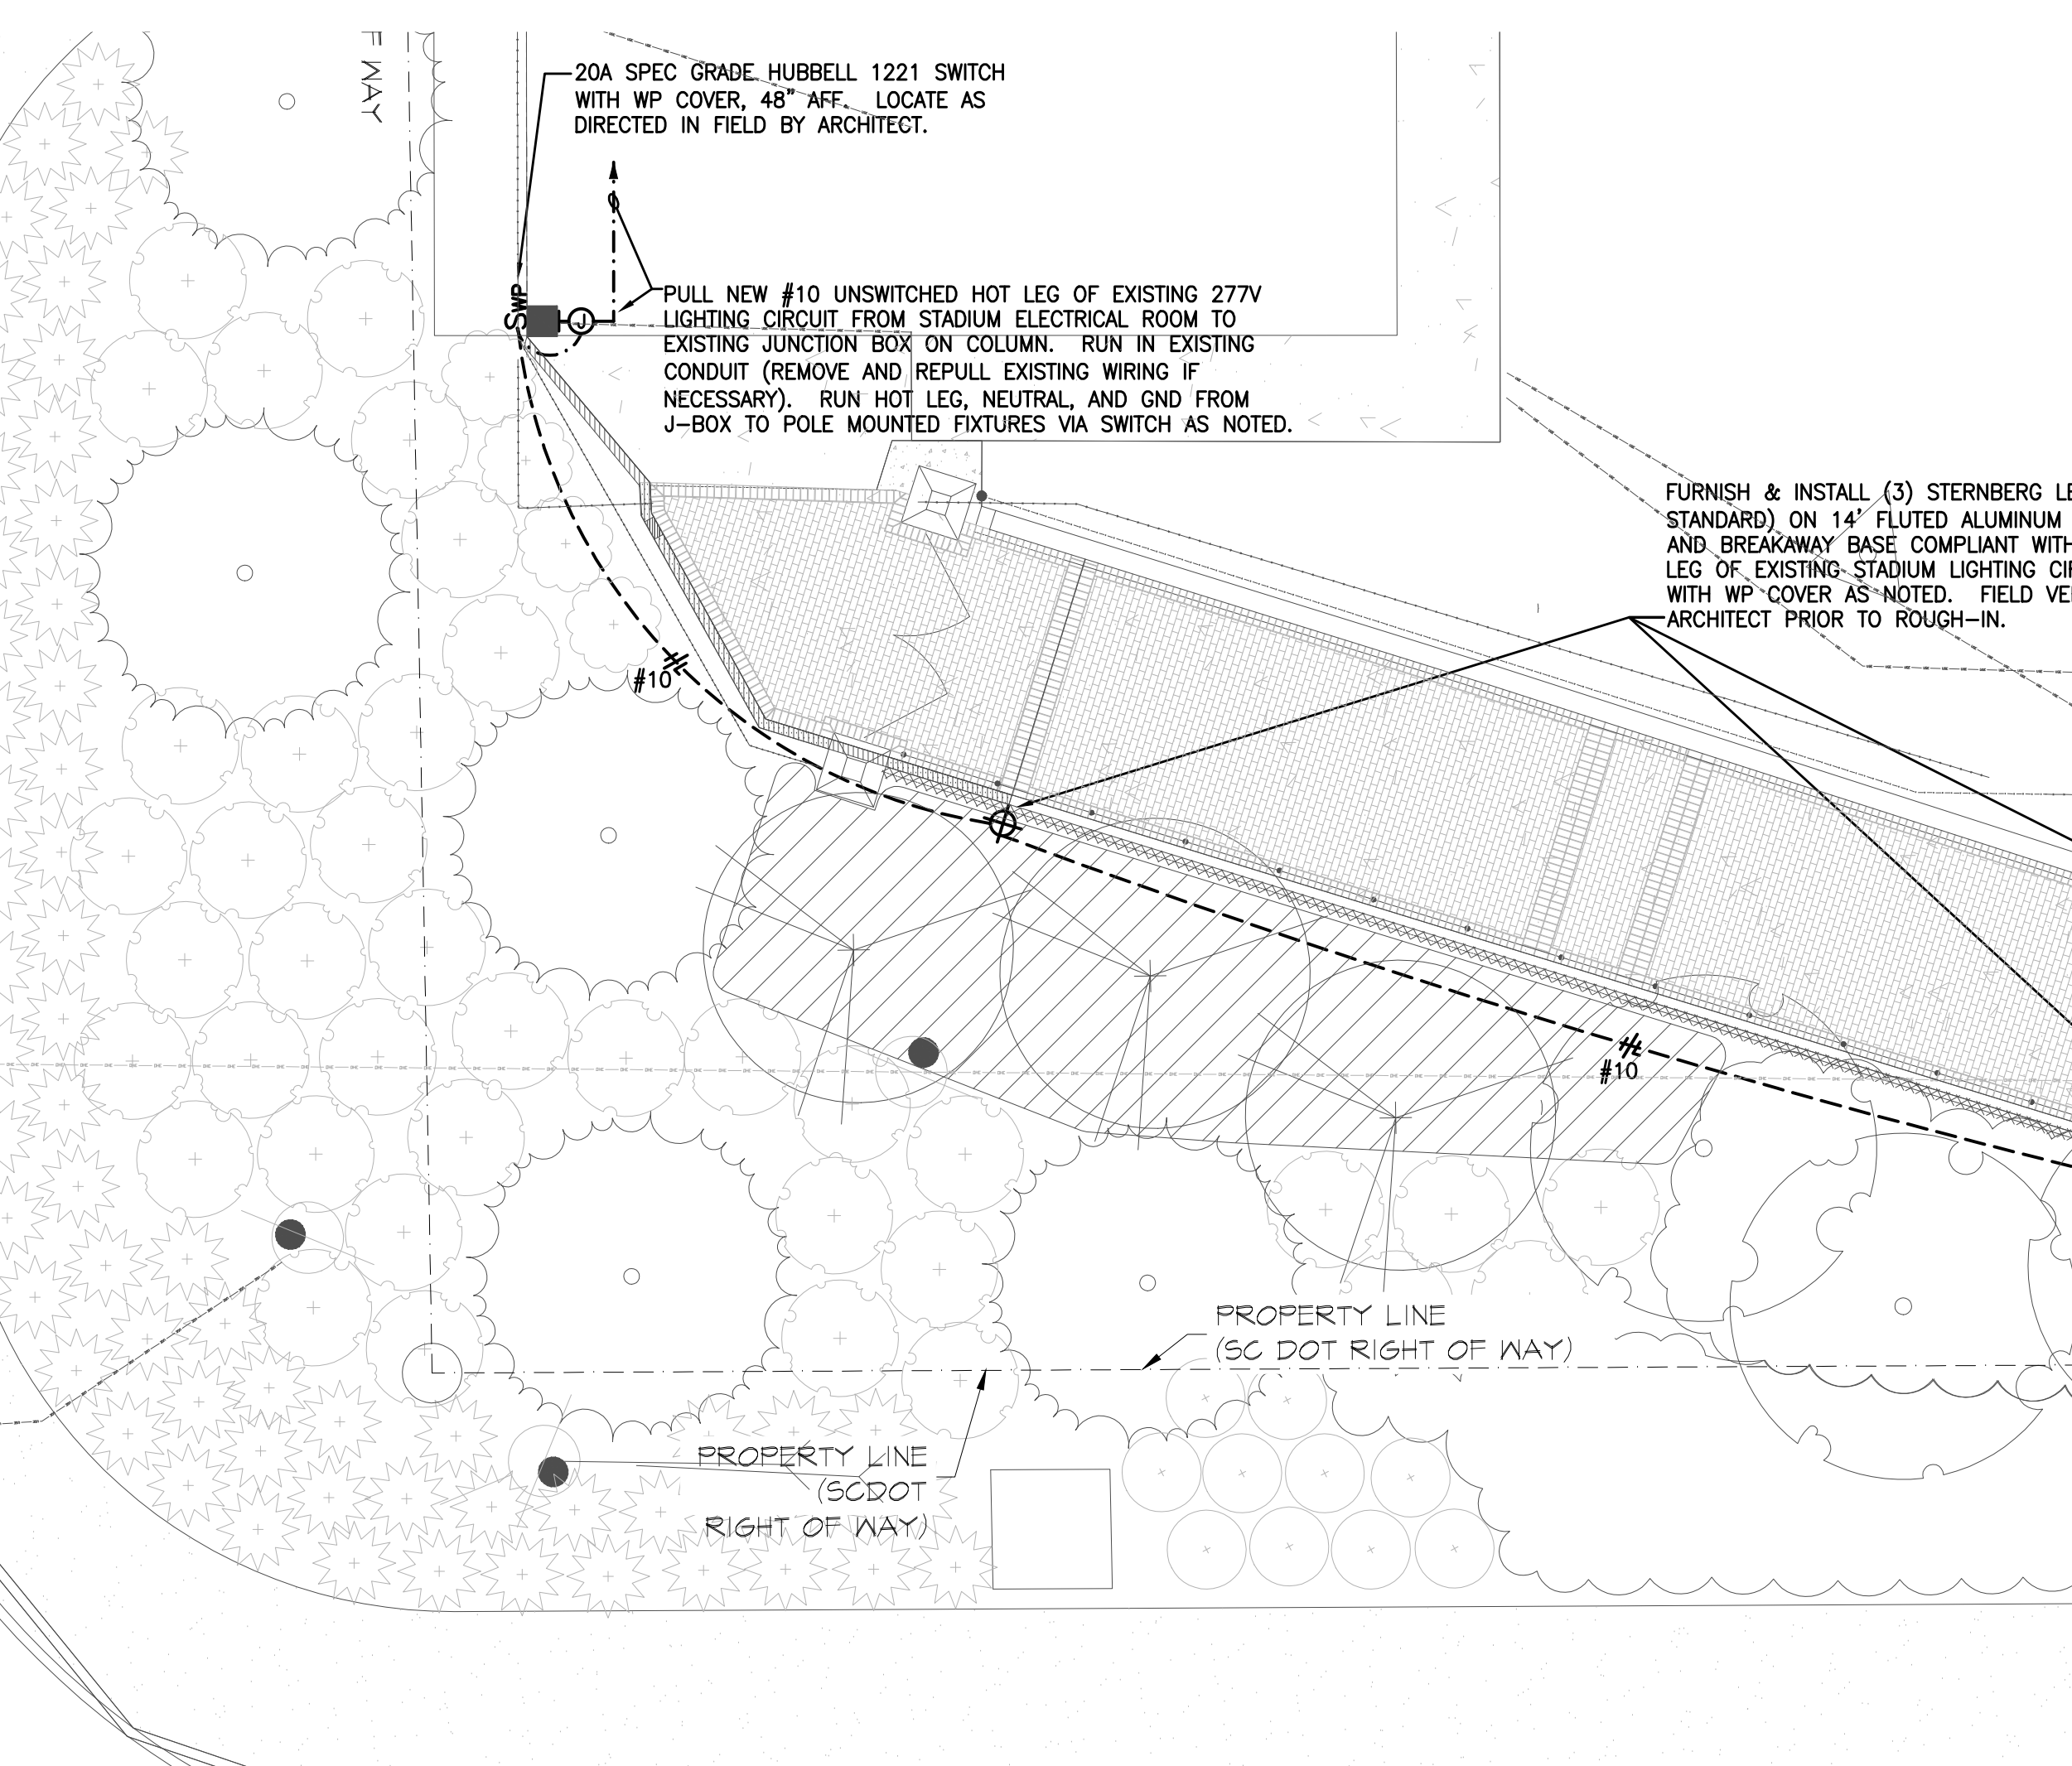 F WAY
20A SPEC GRADE HUBBELL 1221 SWITCH
WITH WP COVER, 48" AFF. LOCATE AS
DIRECTED IN FIELD BY ARCHITECT.
SWP
J
PULL NEW #10 UNSWITCHED HOT LEG OF EXISTING 277V
LIGHTING CIRCUIT FROM STADIUM ELECTRICAL ROOM TO
EXISTING JUNCTION BOX ON COLUMN. RUN IN EXISTING
CONDUIT (REMOVE AND REPULL EXISTING WIRING IF
NECESSARY). RUN HOT LEG, NEUTRAL, AND GND FROM
J-BOX TO POLE MOUNTED FIXTURES VIA SWITCH AS NOTED.
FURNISH & INSTALL (3) STERNBERG LE
STANDARD) ON 14' FLUTED ALUMINUM
AND BREAKAWAY BASE COMPLIANT WITH
LEG OF EXISTING STADIUM LIGHTING CIR
WITH WP COVER AS NOTED. FIELD VE
ARCHITECT PRIOR TO ROUGH-IN.
#10
#10
PROPERTY LINE
(SC DOT RIGHT OF WAY)
PROPERTY LINE
(SCDOT
RIGHT OF WAY)